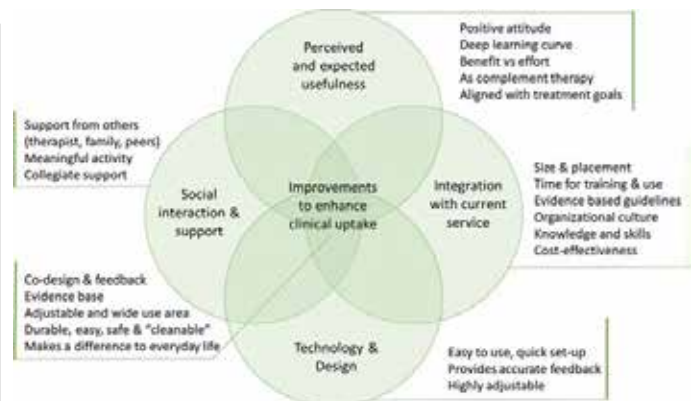 Perceived
and expected
usefulness
Positive attitude
Deep learning curve
Benefit vs effort
As complement therapy
Aligned with treatment goals
Support from others
(therapist, family, peers)
Meaningful activity
Collegiate support
Social
interaction &
support
Improvements
to enhance
clinical uptake
Integration
with current
service
Size & placement
Time for training & use
Evidence based guidelines
Organizational culture
Knowledge and skills
Cost-effectiveness
Co-design & feedback
Evidence base
Adjustable and wide use area
Durable, easy, safe & "cleanable"
Makes a difference to everyday life
Technology &
Design
Easy to use, quick set-up
Provides accurate feedback
Highly adjustable